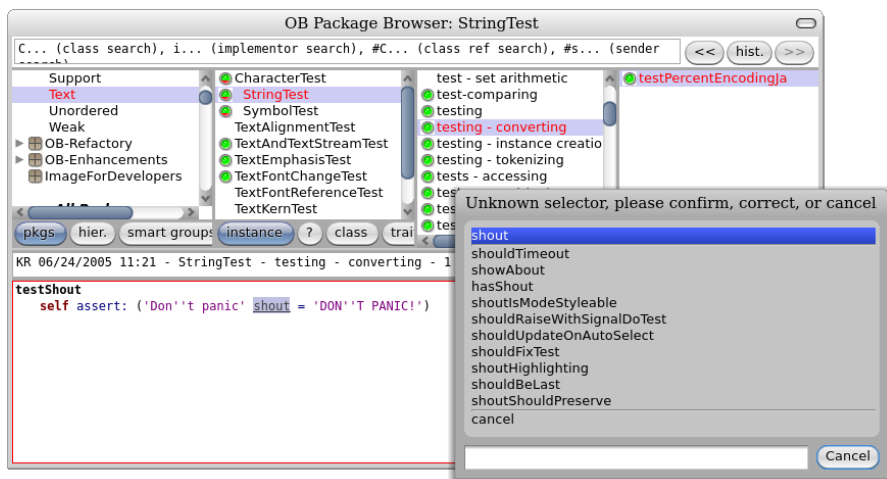 OB Package Browser: StringTest
C... (class search), i... (implementor search), #C... (class ref search), #s... (sender
<<
hist.
>>
Support
Text
Unordered
Weak
OB-Refactory
OB-Enhancements
ImageForDevelopers
CharacterTest
StringTest
SymbolTest
TextAlignmentTest
TextAndTextStreamTest
TextEmphasisTest
TextFontChangeTest
TextFontReferenceTest
TextKernTest
test - set arithmetic
test-comparing
testing
testing - converting
testing - instance creatio
testing - tokenizing
tests - accessing
testPercentEncodingJa
pkgs
hier.
smart groups
instance
?
class
trai
KR 06/24/2005 11:21 - StringTest - testing - converting - 1
testShout
self assert: ('Don''t panic' shout = 'DON''T PANIC!')
Unknown selector, please confirm, correct, or cancel
shout
shouldTimeout
showAbout
hasShout
shoutIsModeStyleable
shouldRaiseWithSignalDoTest
shouldUpdateOnAutoSelect
shouldFixTest
shoutHighlighting
shouldBeLast
shoutShouldPreserve
cancel
Cancel